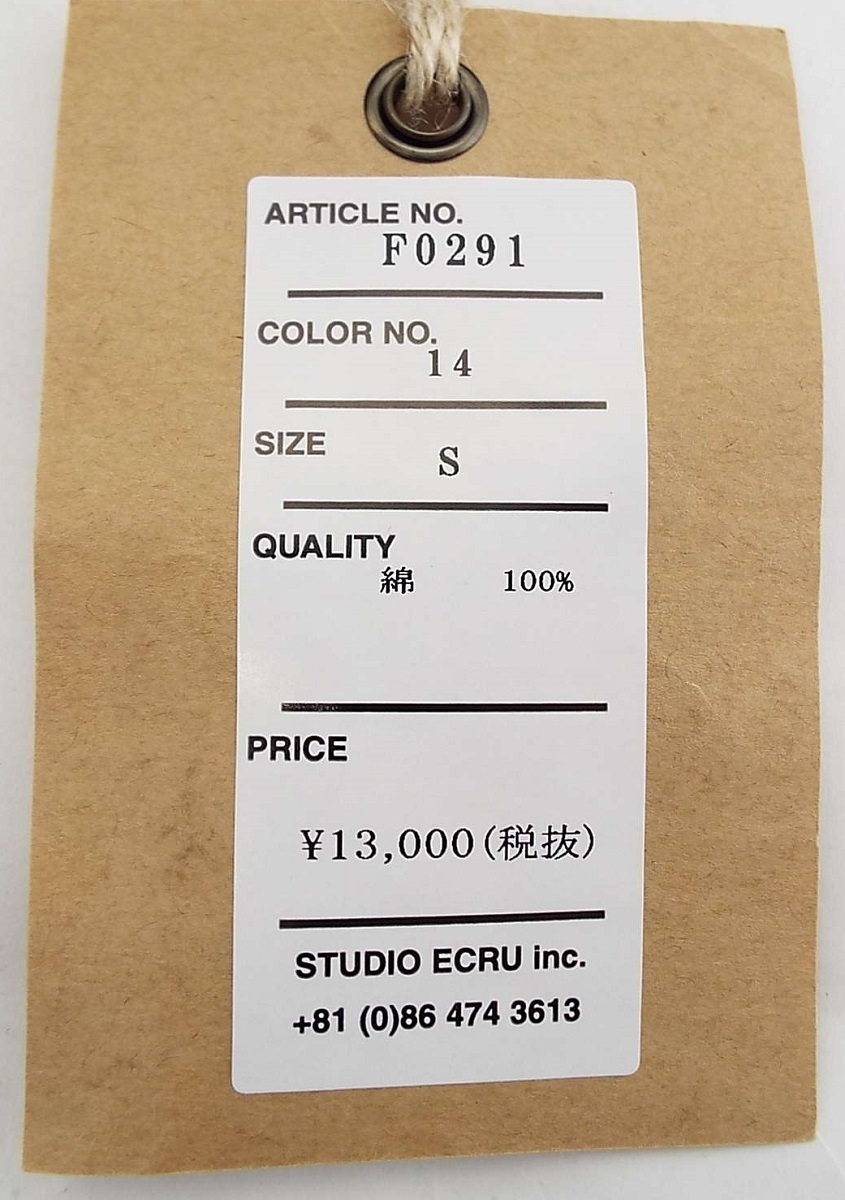 ARTICLE NO.
F0291
COLOR NO.
14
SIZE
S
QUALITY
綿 100%
PRICE
¥13,000(税抜)
STUDIO ECRU inc.
+81 (0)86 474 3613